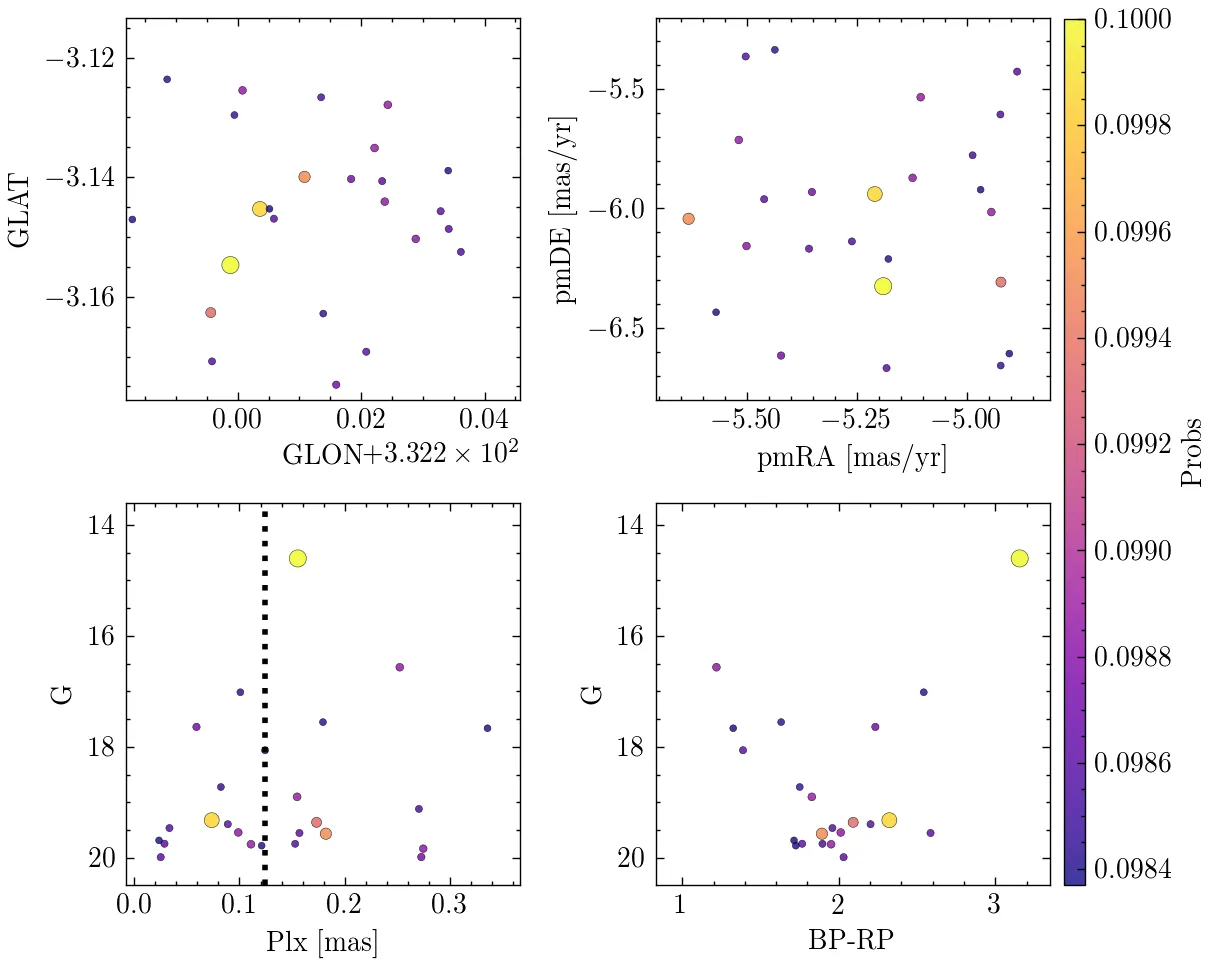 −3.12
−3.14
−3.16
GLAT
0.00 0.02 0.04
GLON+3.322 × 10²
−5.5
−6.0
−6.5
pmDE [mas/yr]
−5.50 −5.25 −5.00
pmRA [mas/yr]
14
16
18
20
G
0.0 0.1 0.2 0.3
Plx [mas]
14
16
18
20
G
1 2 3
BP-RP
0.1000
0.0998
0.0996
0.0994
0.0992
0.0990
0.0988
0.0986
0.0984
Probs